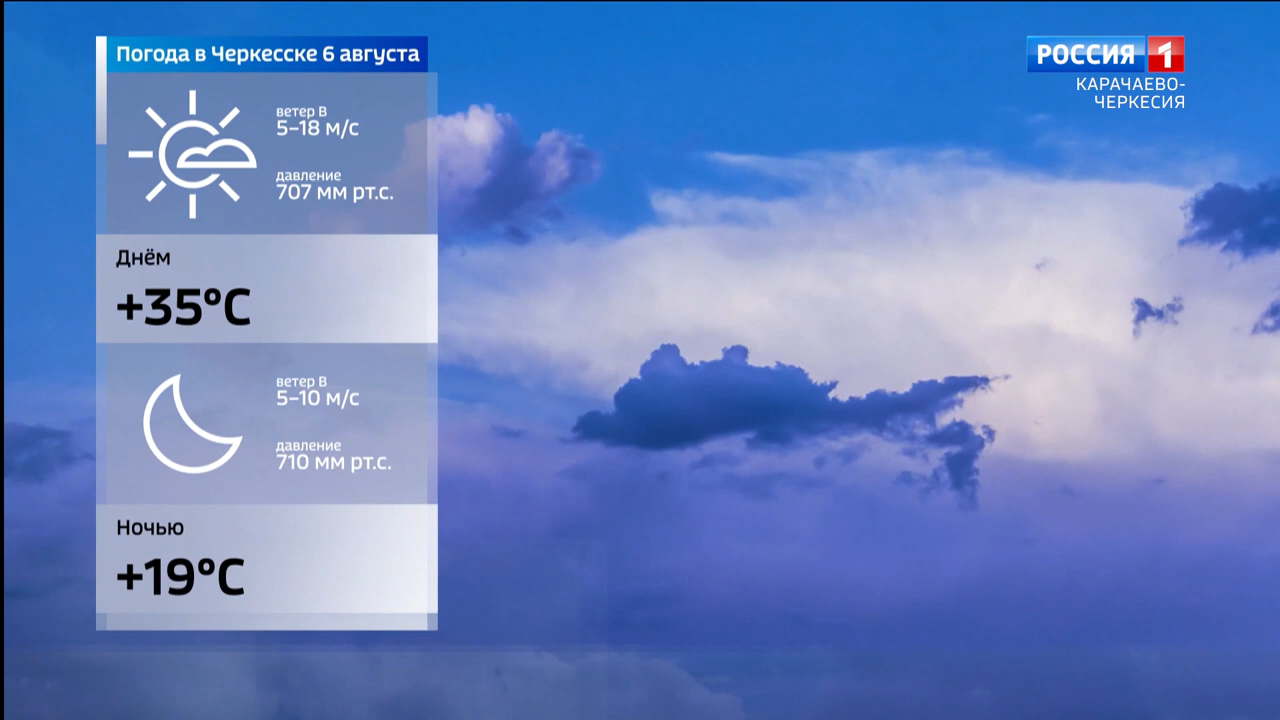 Погода в Черкесске 6 августа
ветер В
5–18 м/с
давление
707 мм рт.с.
Днём
+35°C
ветер В
5–10 м/с
давление
710 мм рт.с.
Ночью
+19°C
РОССИЯ 1
КАРАЧАЕВО-
ЧЕРКЕСИЯ